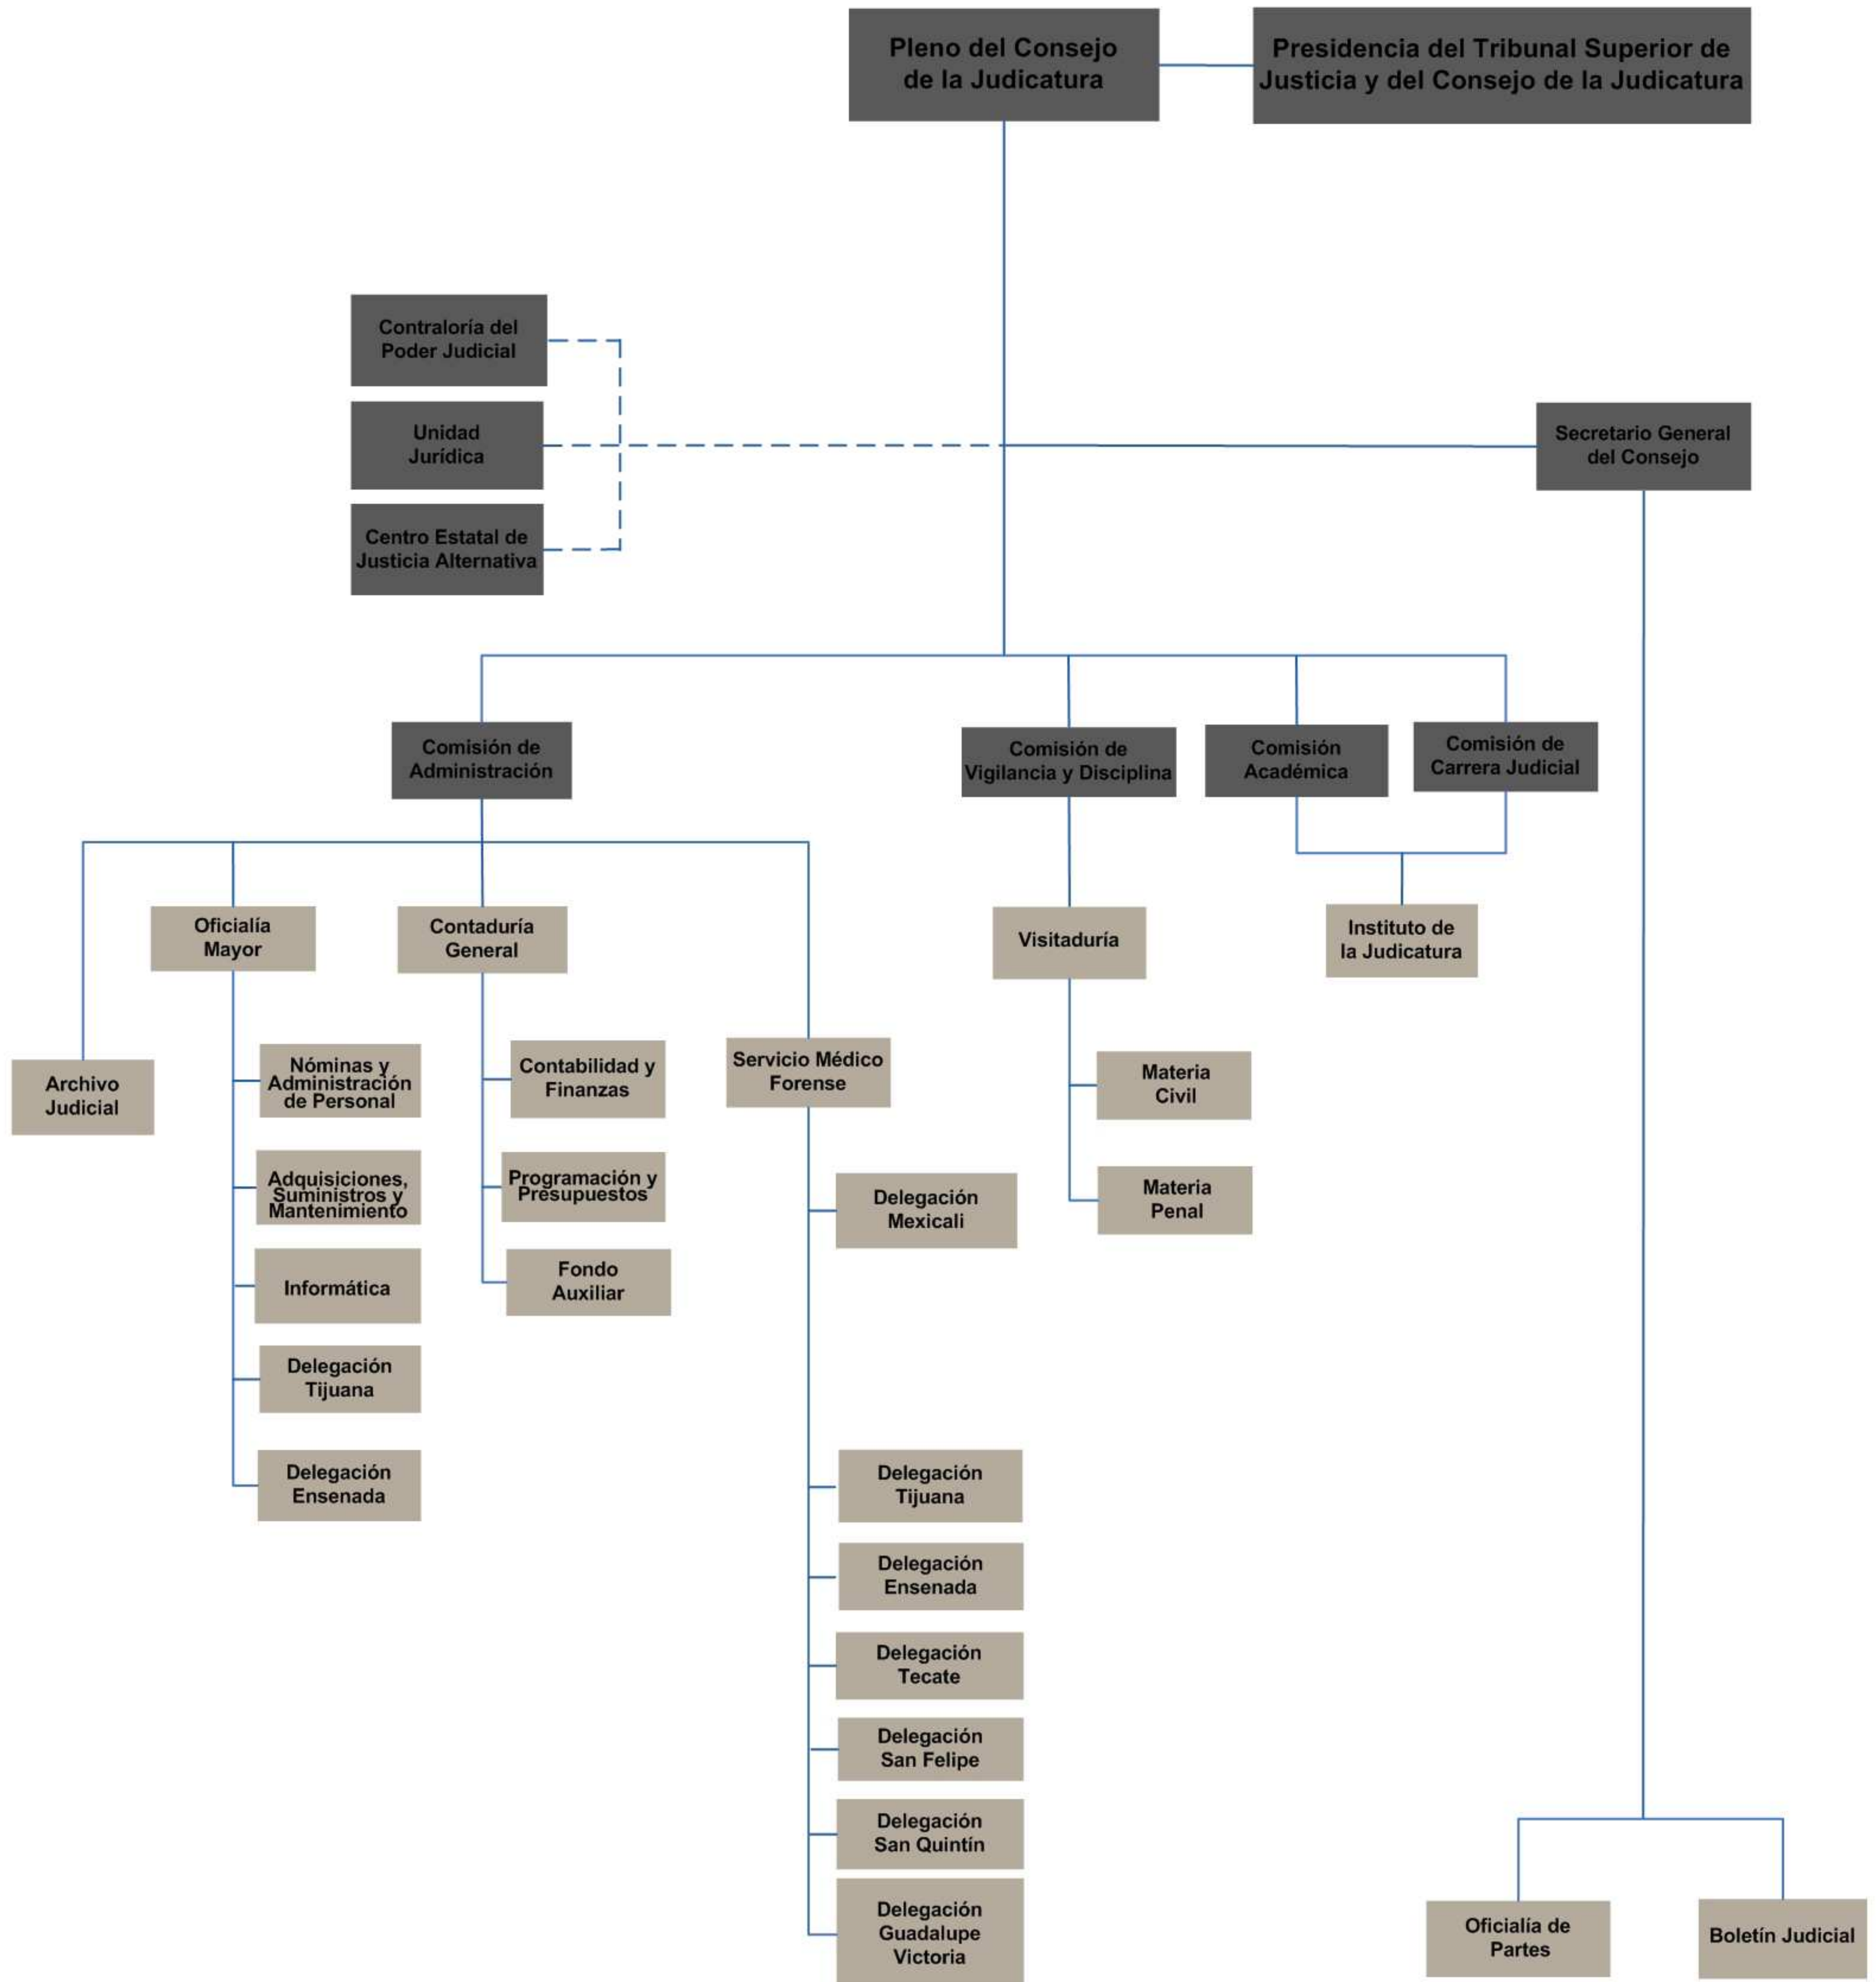 Pleno del Consejo
de la Judicatura
Presidencia del Tribunal Superior de
Justicia y del Consejo de la Judicatura
Contraloría del
Poder Judicial
Unidad
Jurídica
Centro Estatal de
Justicia Alternativa
Secretario General
del Consejo
Comisión de
Administración
Comisión de
Vigilancia y Disciplina
Comisión
Académica
Comisión de
Carrera Judicial
Oficialía
Mayor
Contaduría
General
Visitaduría
Instituto de
la Judicatura
Archivo
Judicial
Nóminas y
Administración
de Personal
Adquisiciones,
Suministros y
Mantenimiento
Informática
Delegación
Tijuana
Delegación
Ensenada
Contabilidad y
Finanzas
Programación y
Presupuestos
Fondo
Auxiliar
Servicio Médico
Forense
Delegación
Mexicali
Delegación
Tijuana
Delegación
Ensenada
Delegación
Tecate
Delegación
San Felipe
Delegación
San Quintín
Delegación
Guadalupe
Victoria
Materia
Civil
Materia
Penal
Oficialía de
Partes
Boletín Judicial